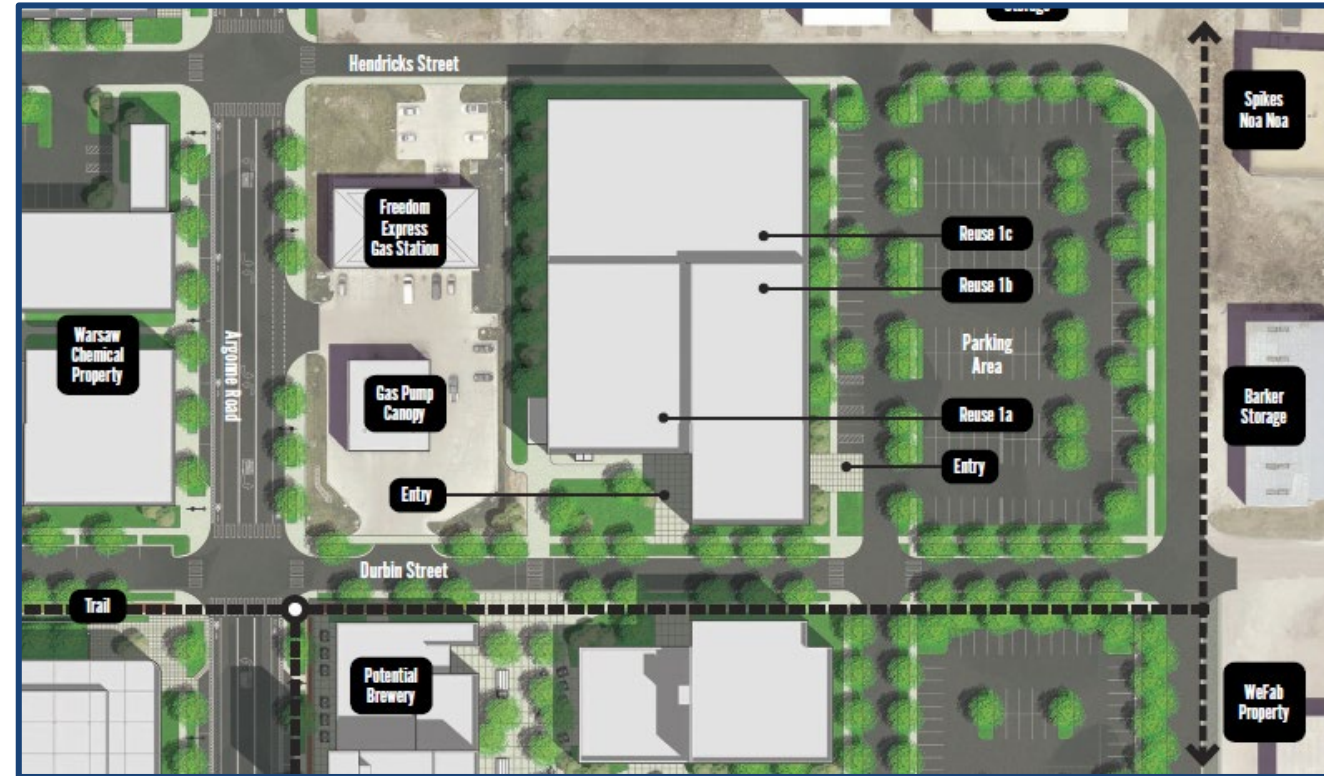 Storage
Hendricks Street
Spikes
Noa Noa
Freedom
Express
Gas Station
Reuse 1c
Reuse 1b
Warsaw
Chemical
Property
Argonne Road
Parking
Area
Gas Pump
Canopy
Reuse 1a
Barker
Storage
Entry
Entry
Durbin Street
Trail
Potential
Brewery
WeFab
Property